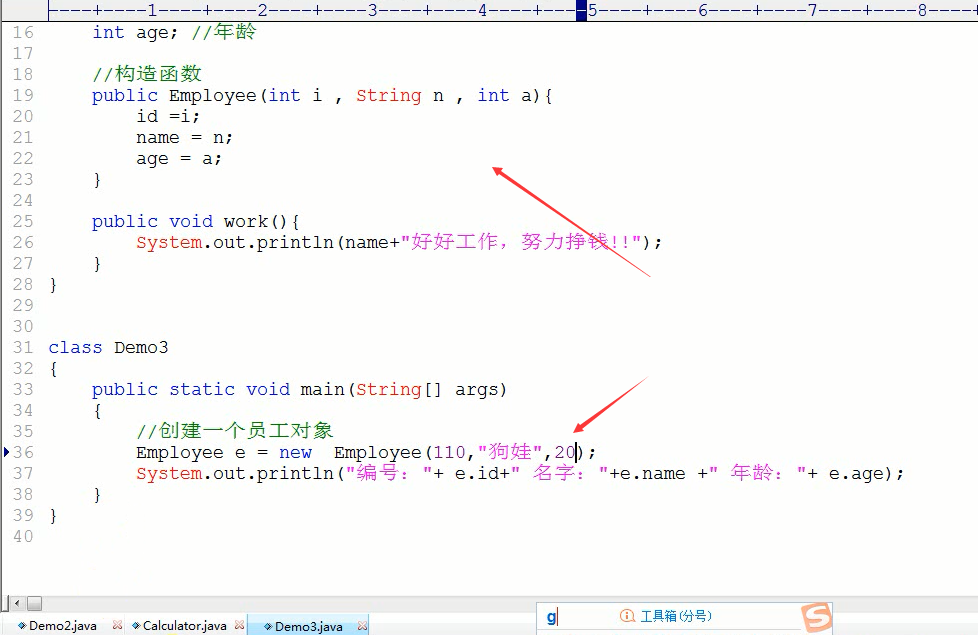 ----+----1----+----2----+----3----+----4----+----5----+----6----+----7----+----8----+
16 int age; //年龄
17
18 //构造函数
19 public Employee(int i , String n , int a){
20 id =i;
21 name = n;
22 age = a;
23 }
24
25 public void work(){
26 System.out.println(name+"好好工作，努力挣钱!!");
27 }
28 }
29
30
31 class Demo3
32 {
33 public static void main(String[] args)
34 {
35 //创建一个员工对象
36 Employee e = new  Employee(110,"狗娃",20);
37 System.out.println("编号："+ e.id+" 名字："+e.name +" 年龄："+ e.age);
38 }
39 }
40
Demo2.java Calculator.java Demo3.java
g 工具箱(分号)